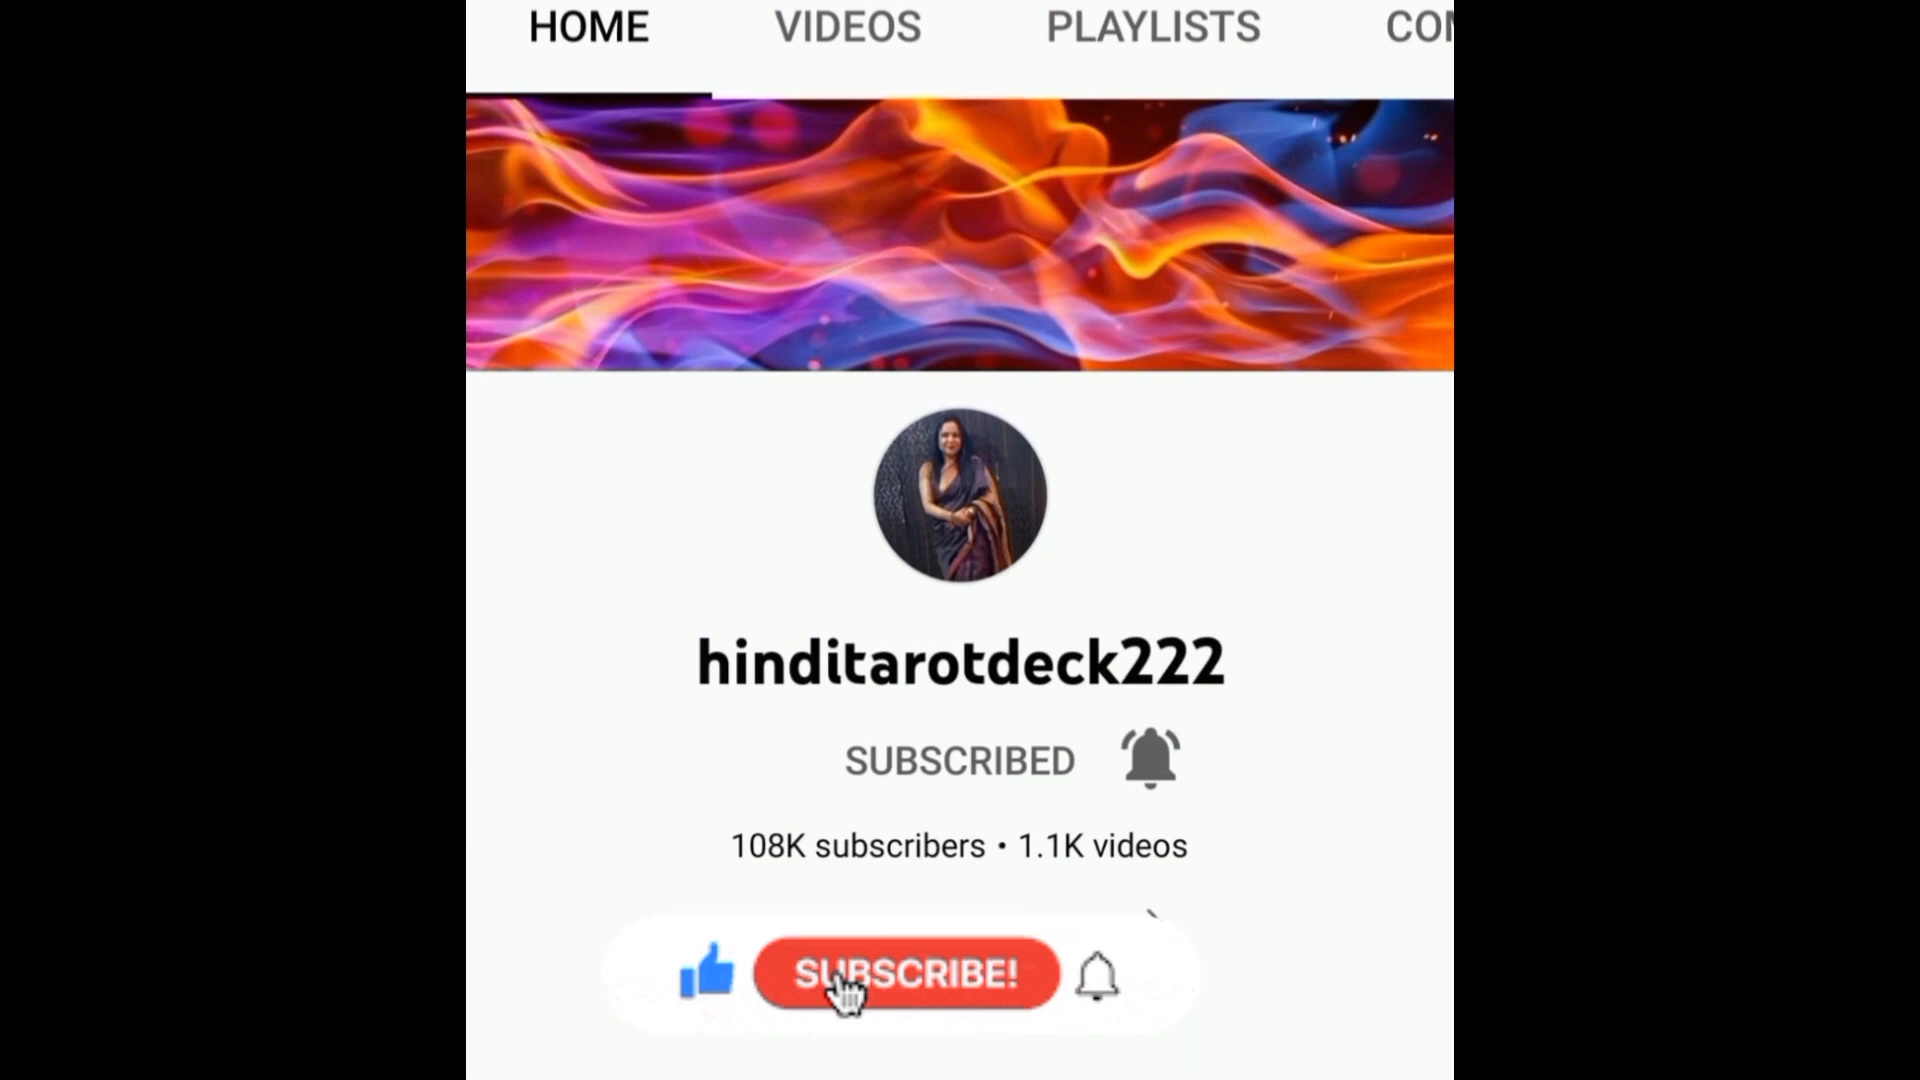 HOME VIDEOS PLAYLISTS
hinditarotdeck222
SUBSCRIBED
108K subscribers • 1.1K videos
SUBSCRIBE!